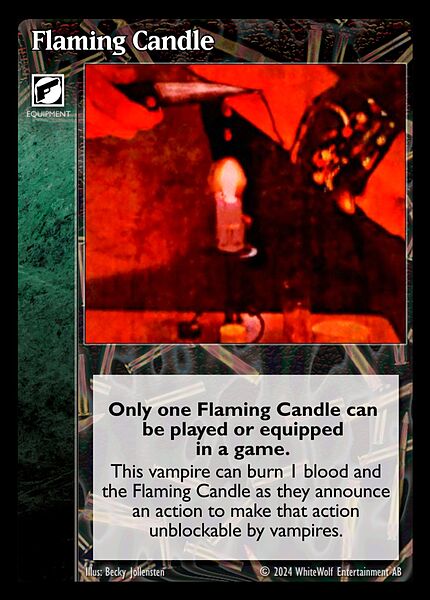 Flaming Candle
EQUIPMENT
Only one Flaming Candle can
be played or equipped
in a game.
This vampire can burn 1 blood and
the Flaming Candle as they announce
an action to make that action
unblockable by vampires.
Illus: Becky Jollensten
© 2024 WhiteWolf Entertainment AB